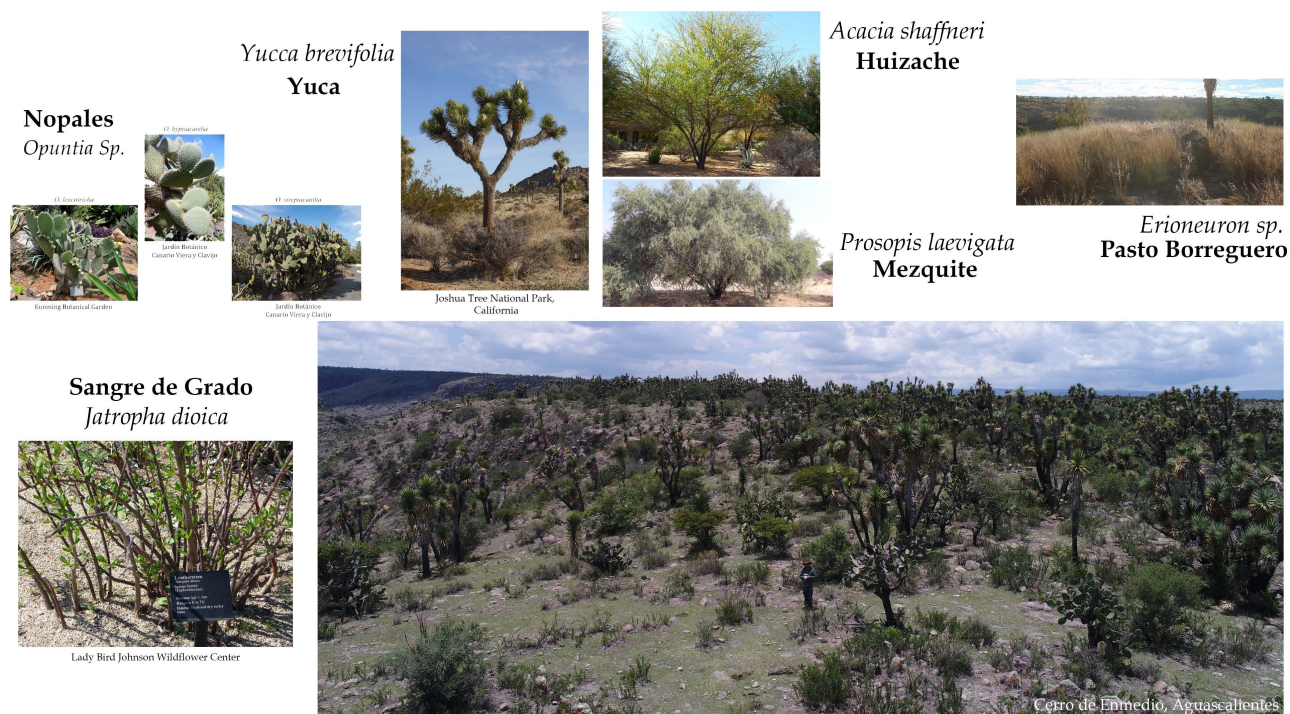 Yucca brevifolia
Yuca
Acacia shaffneri
Huizache
Nopales
Opuntia Sp.
O. hyptiacantha
O. leucotricha
O. streptacantha
Jardín Botánico
Canario Viera y Clavijo
Kunming Botanical Garden
Jardín Botánico
Canario Viera y Clavijo
Joshua Tree National Park,
California
Prosopis laevigata
Mezquite
Erioneuron sp.
Pasto Borreguero
Sangre de Grado
Jatropha dioica
Leatherstem
Lady Bird Johnson Wildflower Center
Cerro de Enmedio, Aguascalientes